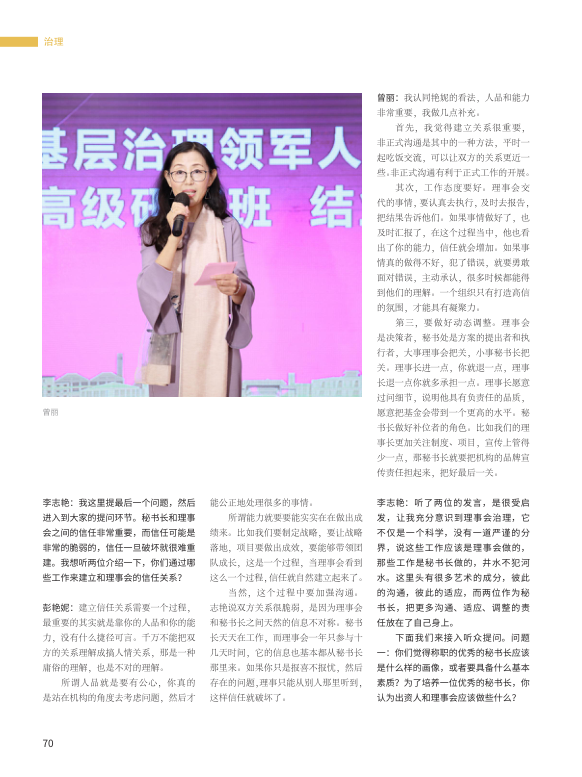 治理
基层治理领军人
高级研 班 结
曾丽
李志艳：我这里提最后一个问题，然后
进入到大家的提问环节。秘书长和理事
会之间的信任非常重要，而信任可能是
非常的脆弱的，信任一旦破坏就很难重
建。我想听两位介绍一下，你们通过哪
些工作来建立和理事会的信任关系？
彭艳妮：建立信任关系需要一个过程，
最重要的其实就是靠你的人品和你的能
力，没有什么捷径可言。千万不能把双
方的关系理解成搞人情关系，那是一种
庸俗的理解，也是不对的理解。
所谓人品就是要有公心，你真的
是站在机构的角度去考虑问题，然后才
能公正地处理很多的事情。
所谓能力就要要能实实在在做出成
绩来。比如我们要制定战略，要让战略
落地，项目要做出成效，要能够带领团
队成长，这是一个过程，当理事会看到
这么一个过程，信任就自然建立起来了。
当然，这个过程中要加强沟通。
志艳说双方关系很脆弱，是因为理事会
和秘书长之间天然的信息不对称。秘书
长天天在工作，而理事会一年只参与十
几天时间，它的信息也基本都从秘书长
那里来。如果你只是报喜不报忧，然后
存在的问题，理事只能从别人那里听到，
这样信任就破坏了。
曾丽：我认同艳妮的看法，人品和能力
非常重要，我做几点补充。
首先，我觉得建立关系很重要，
非正式沟通是其中的一种方法，平时一
起吃饭交流，可以让双方的关系更近一
些。非正式沟通有利于正式工作的开展。
其次，工作态度要好。理事会交
代的事情，要认真去执行，及时去报告，
把结果告诉他们。如果事情做好了，也
及时汇报了，在这个过程当中，他也看
出了你的能力，信任就会增加。如果事
情真的做得不好，犯了错误，就要勇敢
面对错误，主动承认，很多时候都能得
到他们的理解。一个组织只有打造高信
的氛围，才能具有凝聚力。
第三，要做好动态调整。理事会
是决策者，秘书处是方案的提出者和执
行者，大事理事会把关，小事秘书长把
关。理事长进一点，你就退一点，理事
长退一点你就多承担一点。理事长愿意
过问细节，说明他具有负责任的品质，
愿意把基金会带到一个更高的水平。秘
书长做好补位者的角色。比如我们的理
事长更加关注制度、项目，宣传上管得
少一点，那秘书长就要把机构的品牌宣
传责任担起来，把好最后一关。
李志艳：听了两位的发言，是很受启
发，让我充分意识到理事会治理，它
不仅是一个科学，没有一道严谨的分
界，说这些工作应该是理事会做的，
那些工作是秘书长做的，井水不犯河
水。这里头有很多艺术的成分，彼此
的沟通，彼此的适应，而两位作为秘
书长，把更多沟通、适应、调整的责
任放在了自己身上。
下面我们来接入听众提问。问题
一：你们觉得称职的优秀的秘书长应该
是什么样的画像，或者要具备什么基本
素质？为了培养一位优秀的秘书长，你
认为出资人和理事会应该做些什么？
70